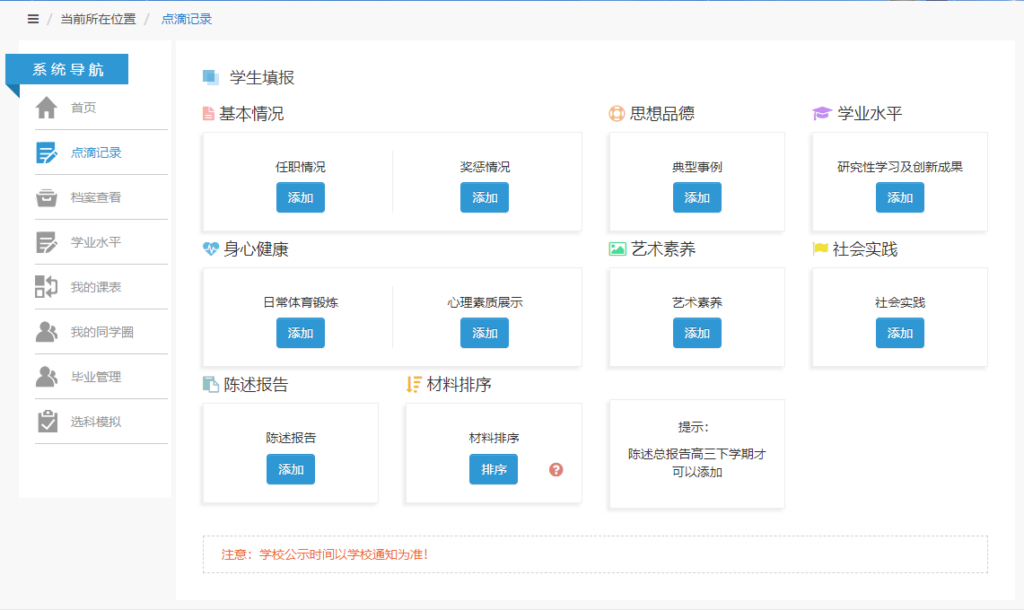 / 当前所在位置 / 点滴记录
系统导航
首页
点滴记录
档案查看
学业水平
我的课表
我的同学圈
毕业管理
选科模拟
学生填报
基本情况
任职情况
添加
奖惩情况
添加
思想品德
典型事例
添加
学业水平
研究性学习及创新成果
添加
身心健康
日常体育锻炼
添加
心理素质展示
添加
艺术素养
艺术素养
添加
社会实践
社会实践
添加
陈述报告
陈述报告
添加
材料排序
材料排序
排序
?
提示：
陈述总报告高三下学期才
可以添加
注意：学校公示时间以学校通知为准！